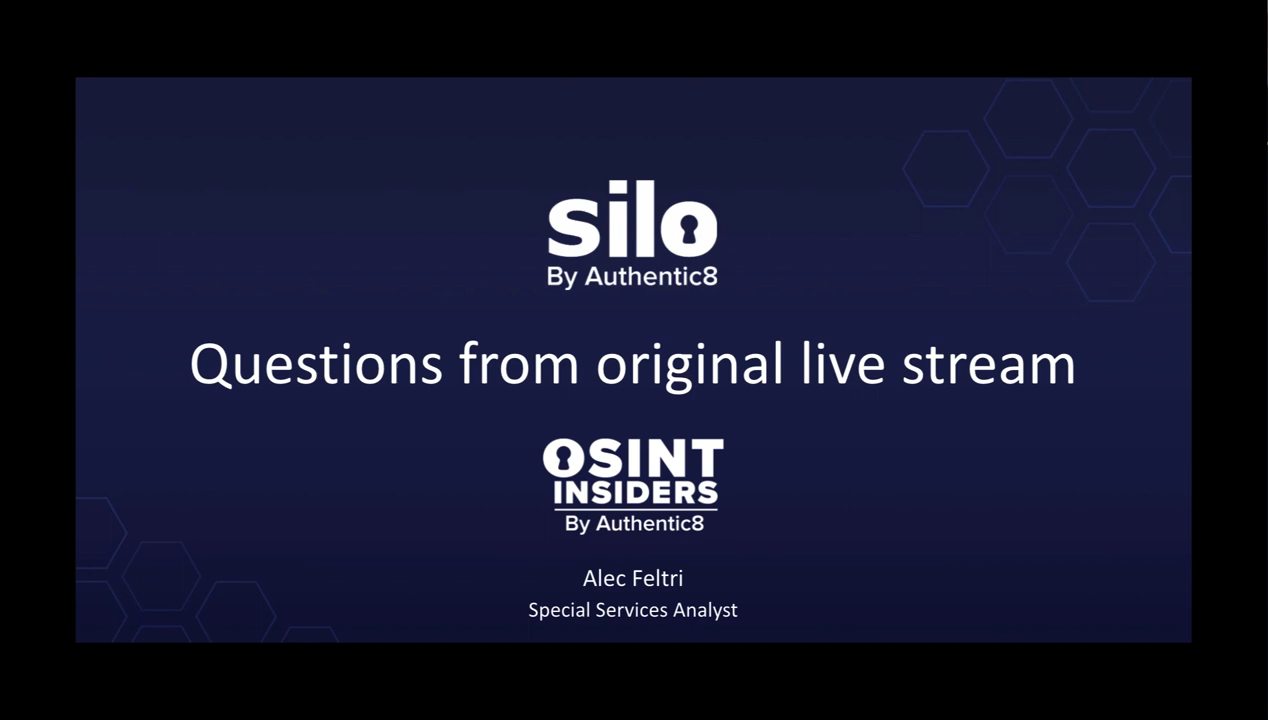 silo
By Authentic8
Questions from original live stream
OSINT
INSIDERS
By Authentic8
Alec Feltri
Special Services Analyst